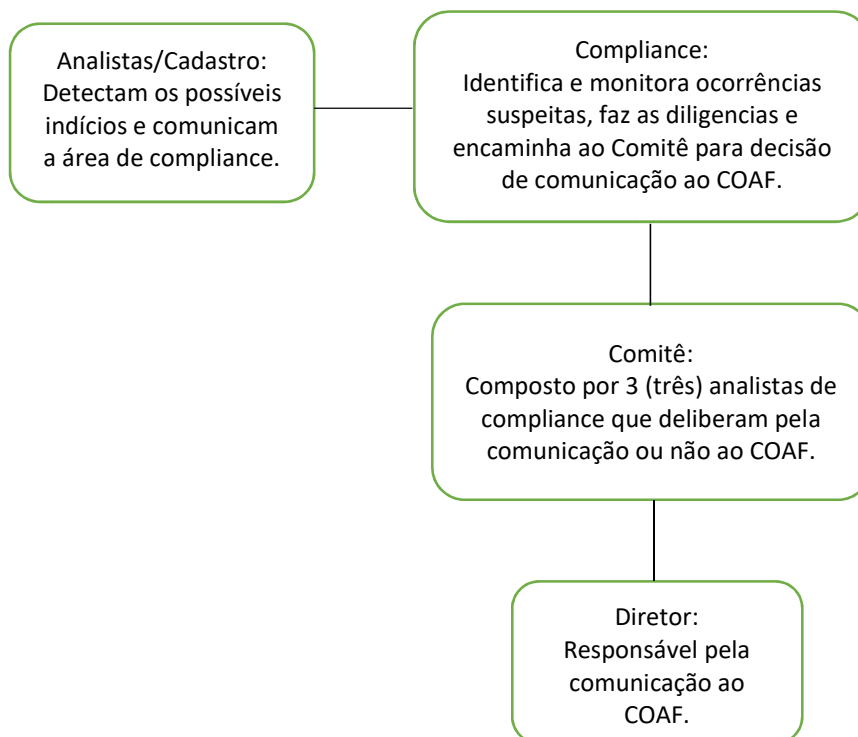 Analistas/Cadastro:
Detectam os possíveis
indícios e comunicam
a área de compliance.
Compliance:
Identifica e monitora ocorrências
suspeitas, faz as diligencias e
encaminha ao Comitê para decisão
de comunicação ao COAF.
Comitê:
Composto por 3 (três) analistas de
compliance que deliberam pela
comunicação ou não ao COAF.
Diretor:
Responsável pela
comunicação ao
COAF.